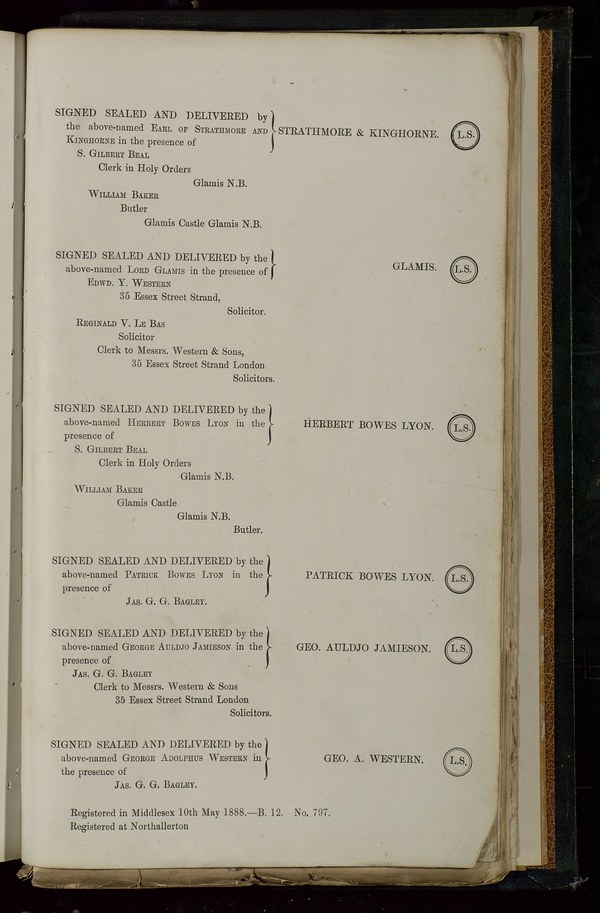 SIGNED SEALED AND DELIVERED by
the above-named EARL OF STRATHMORE AND
KINGHORNE in the presence of
STRATHMORE & KINGHORNE. L.S.
S. GILBERT BEAL
Clerk in Holy Orders
Glamis N.B.
WILLIAM BAKER
Butler
Glamis Castle Glamis N.B.
SIGNED SEALED AND DELIVERED by the
above-named LORD GLAMIS in the presence of
GLAMIS. L.S.
EDWD. Y. WESTERN
35 Essex Street Strand,
Solicitor.
REGINALD V. LE BAS
Solicitor
Clerk to Messrs. Western & Sons,
35 Essex Street Strand London
Solicitors.
SIGNED SEALED AND DELIVERED by the
above-named HERBERT BOWES LYON in the
presence of
HERBERT BOWES LYON. L.S.
S. GILBERT BEAL
Clerk in Holy Orders
Glamis N.B.
WILLIAM BAKER
Glamis Castle
Glamis N.B.
Butler.
SIGNED SEALED AND DELIVERED by the
above-named PATRICK BOWES LYON in the
presence of
PATRICK BOWES LYON. L.S.
JAS. G. G. BAGLEY.
SIGNED SEALED AND DELIVERED by the
above-named GEORGE AULDJO JAMIESON in the
presence of
GEO. AULDJO JAMIESON. L.S.
JAS. G. G. BAGLEY
Clerk to Messrs. Western & Sons
35 Essex Street Strand London
Solicitors.
SIGNED SEALED AND DELIVERED by the
above-named GEORGE ADOLPHUS WESTERN in
the presence of
GEO. A. WESTERN. L.S.
JAS. G. G. BAGLEY.
Registered in Middlesex 10th May 1888.—B. 12. No. 797.
Registered at Northallerton